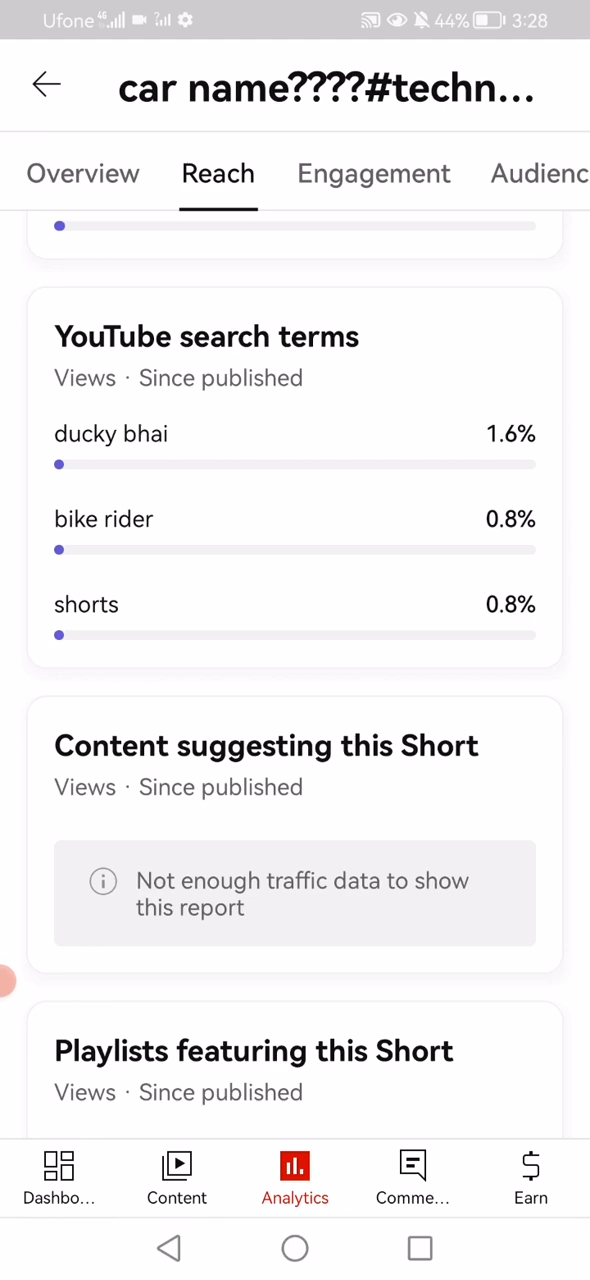 Ufone 4G ? 44% 3:28
car name????#techn...
Overview Reach Engagement Audienc
YouTube search terms
Views · Since published
ducky bhai 1.6%
bike rider 0.8%
shorts 0.8%
Content suggesting this Short
Views · Since published
Not enough traffic data to show
this report
Playlists featuring this Short
Views · Since published
Dashbo... Content Analytics Comme... Earn